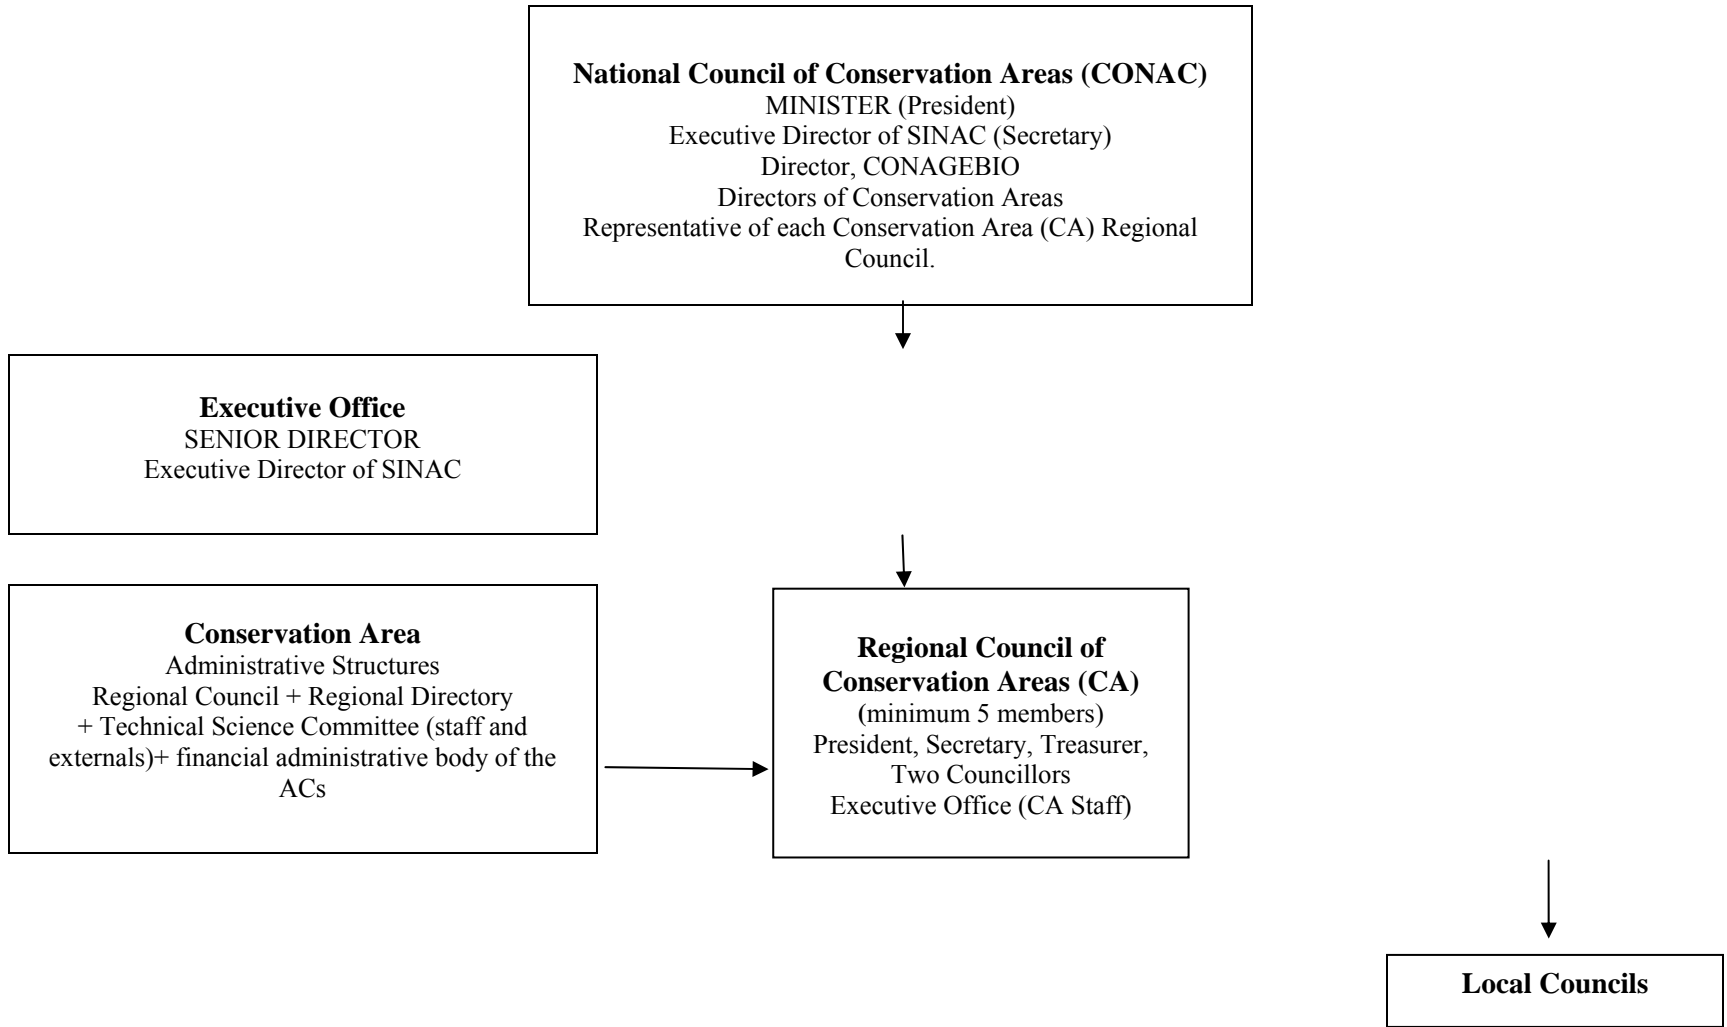 National Council of Conservation Areas (CONAC)
MINISTER (President)
Executive Director of SINAC (Secretary)
Director, CONAGEBIO
Directors of Conservation Areas
Representative of each Conservation Area (CA) Regional
Council.
Executive Office
SENIOR DIRECTOR
Executive Director of SINAC
Conservation Area
Administrative Structures
Regional Council + Regional Directory
+ Technical Science Committee (staff and
externals)+ financial administrative body of the
ACs
Regional Council of
Conservation Areas (CA)
(minimum 5 members)
President, Secretary, Treasurer,
Two Councillors
Executive Office (CA Staff)
Local Councils